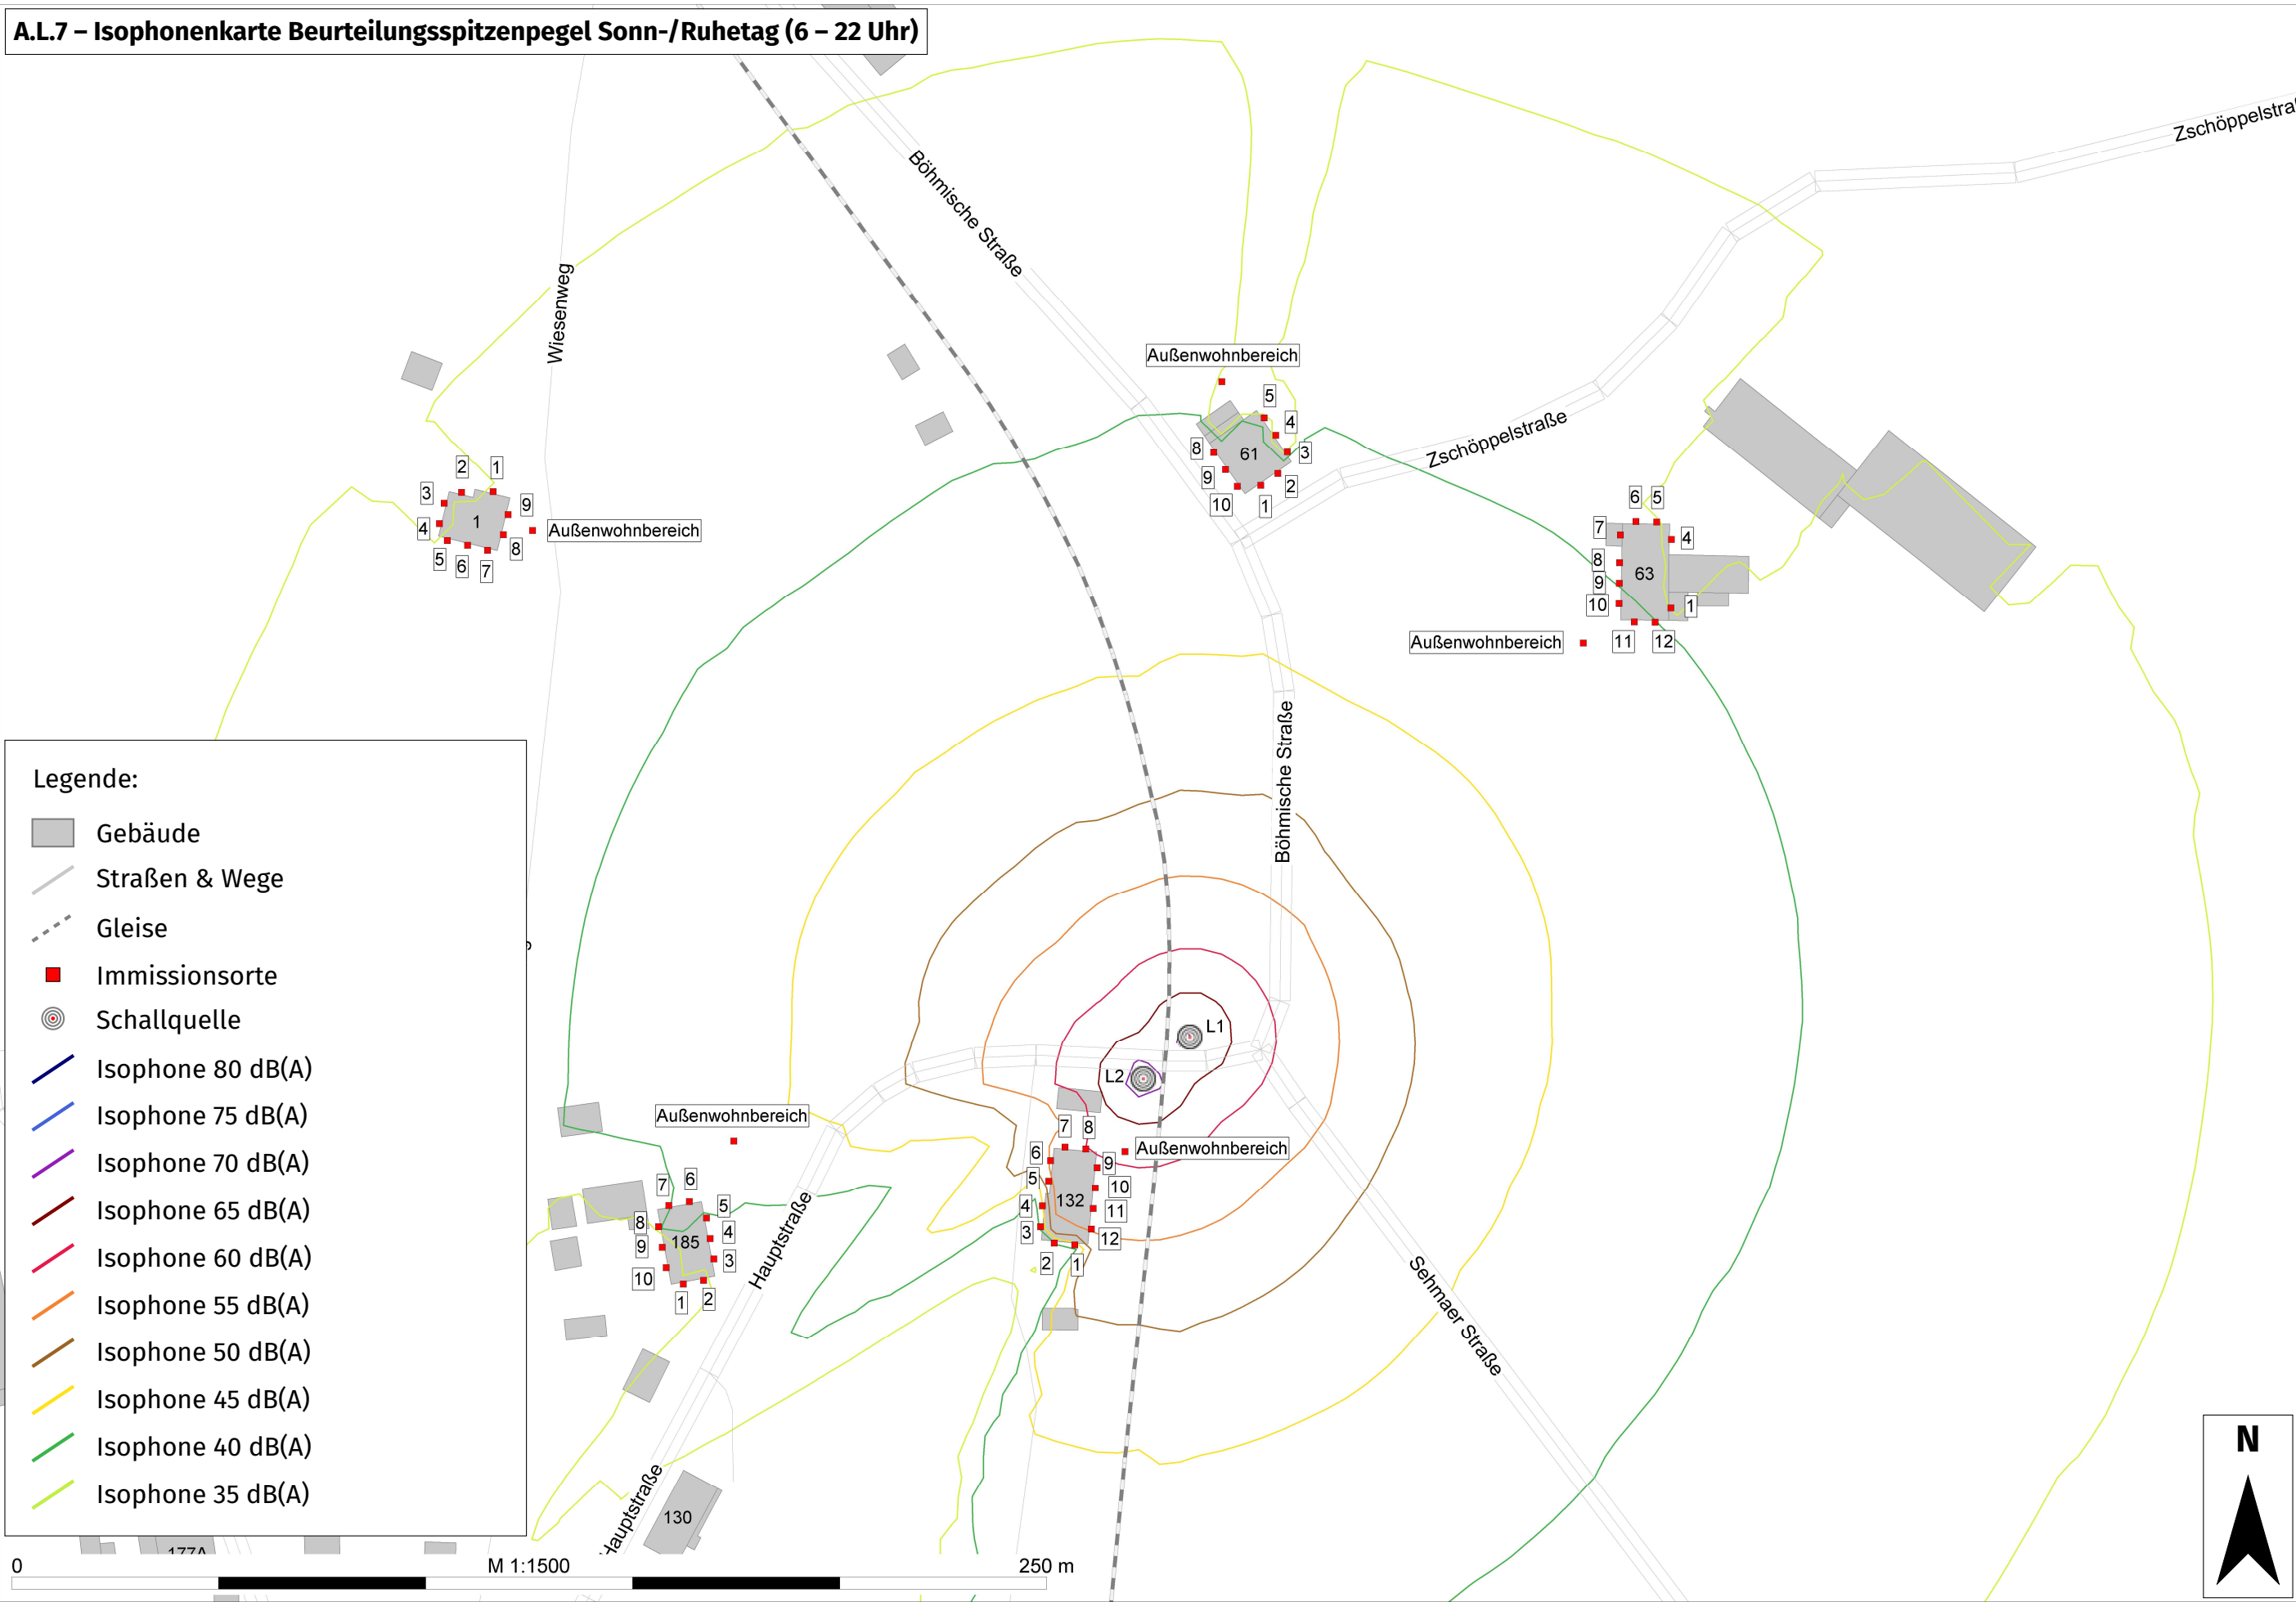 A.L.7 – Isophonenkarte Beurteilungsspitzenpegel Sonn-/Ruhetag (6 – 22 Uhr)
Zschöppelstra
Böhmische Straße
Wiesenweg
Außenwohnbereich
5
4
8
61
3
9
2
10
1
Zschöppelstraße
2
1
3
9
4
1
Außenwohnbereich
5
6
7
8
6
5
7
4
8
63
9
10
1
Außenwohnbereich
11
12
Böhmische Straße
L1
L2
Außenwohnbereich
7
8
6
Außenwohnbereich
9
5
10
132
4
11
3
12
2
1
7
6
8
5
185
4
9
3
10
1
2
Hauptstraße
Sehmaer Straße
Hauptstraße
130
177A
Legende:
Gebäude
Straßen & Wege
Gleise
Immissionsorte
Schallquelle
Isophone 80 dB(A)
Isophone 75 dB(A)
Isophone 70 dB(A)
Isophone 65 dB(A)
Isophone 60 dB(A)
Isophone 55 dB(A)
Isophone 50 dB(A)
Isophone 45 dB(A)
Isophone 40 dB(A)
Isophone 35 dB(A)
0 M 1:1500 250 m
N